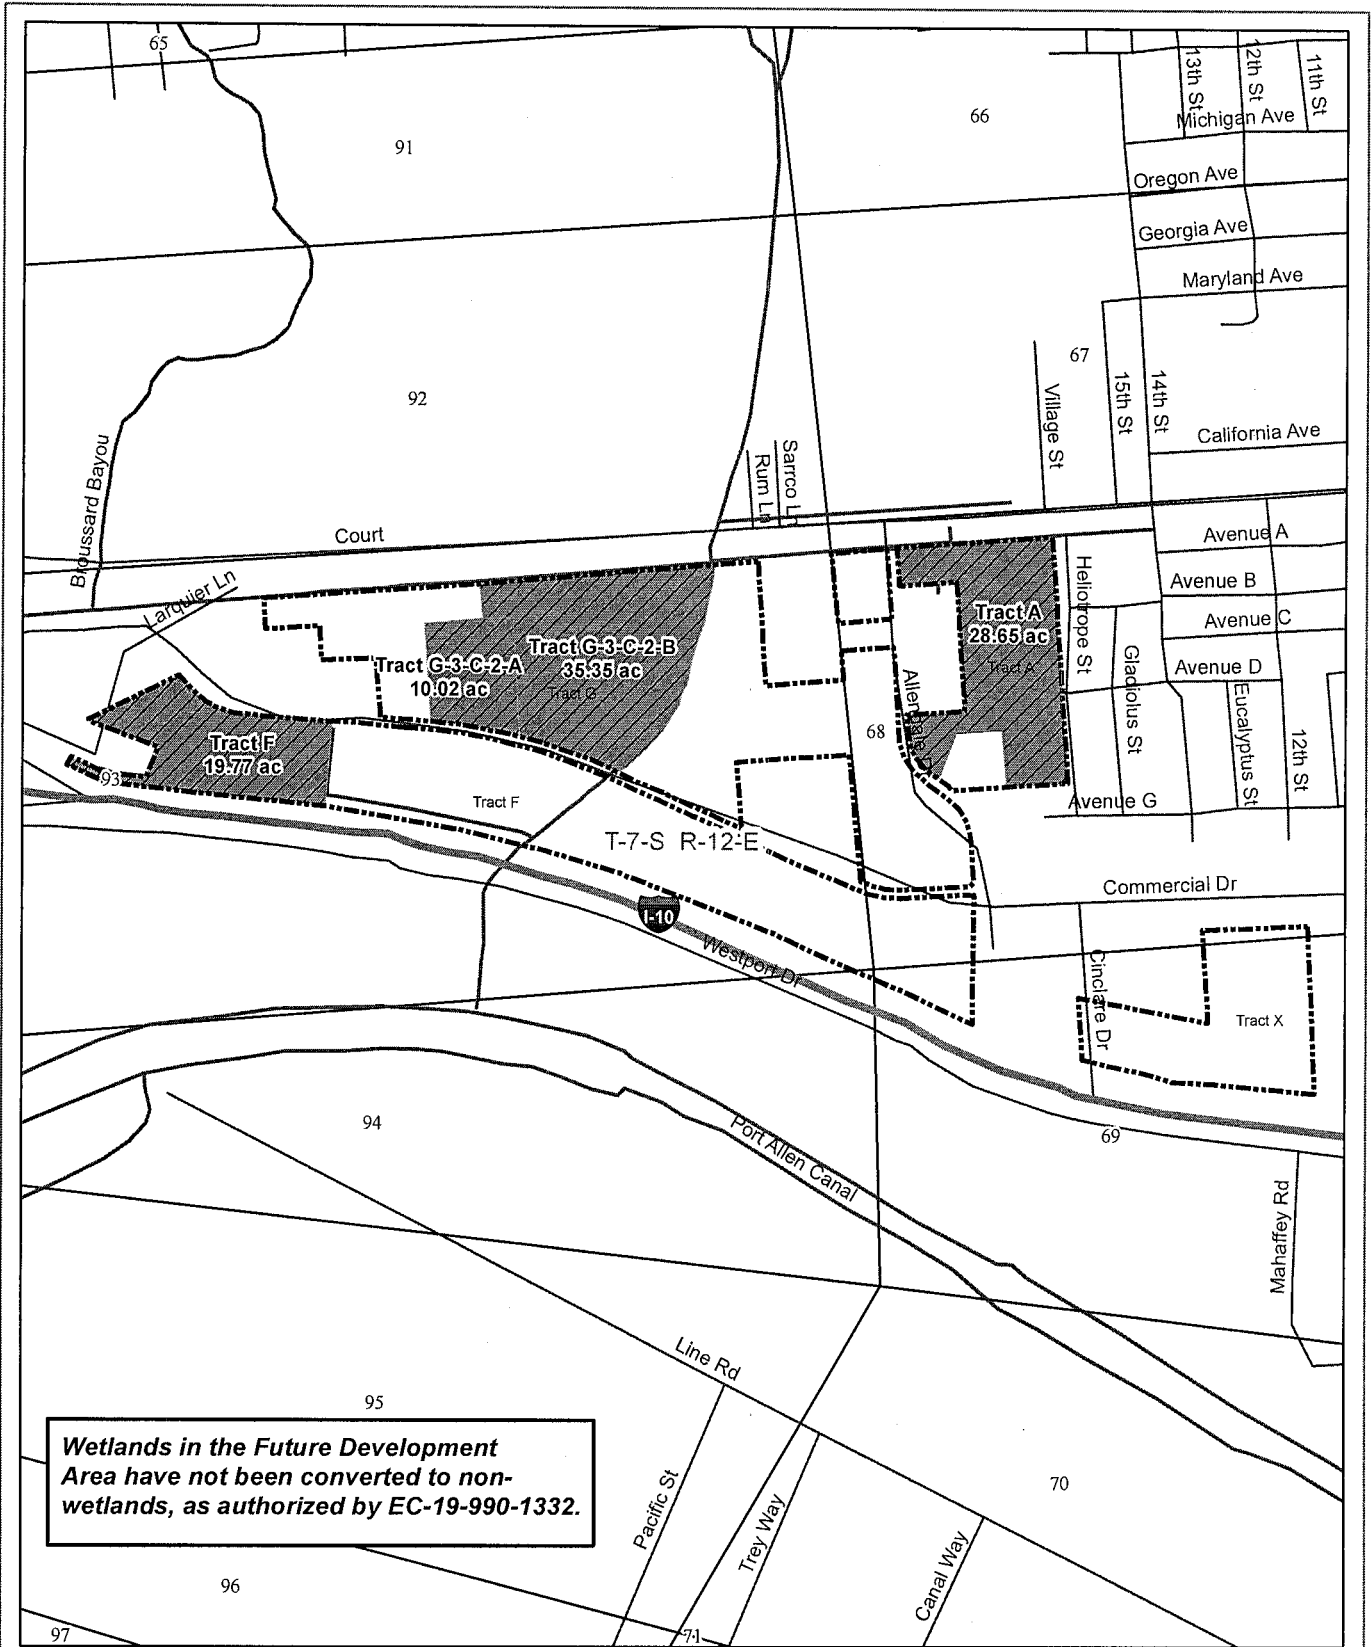 65
91
66
13th St
12th St
11th St
Michigan Ave
Oregon Ave
Georgia Ave
Maryland Ave
67
92
Village St
15th St
14th St
California Ave
Broussard Bayou
Rum Ln
Sarrco Ln
Court
Avenue A
Larquier Ln
Heliotrope St
Avenue B
Avenue C
Tract A
28.65 ac
Tract A
Tract G-3-C-2-B
35.35 ac
Tract G-3-C-2-A
10.02 ac
Tract G
Gladiolus St
Avenue D
Eucalyptus St
12th St
68
Tract F
19.77 ac
93
Tract F
Avenue G
T-7-S R-12-E
Commercial Dr
I-10
Westport Dr
Cinclare Dr
Tract X
94
Port Allen Canal
69
Mahaffey Rd
Line Rd
95
Wetlands in the Future Development
Area have not been converted to non-
wetlands, as authorized by EC-19-990-1332.
Pacific St
Trey Way
Canal Way
70
96
97
71